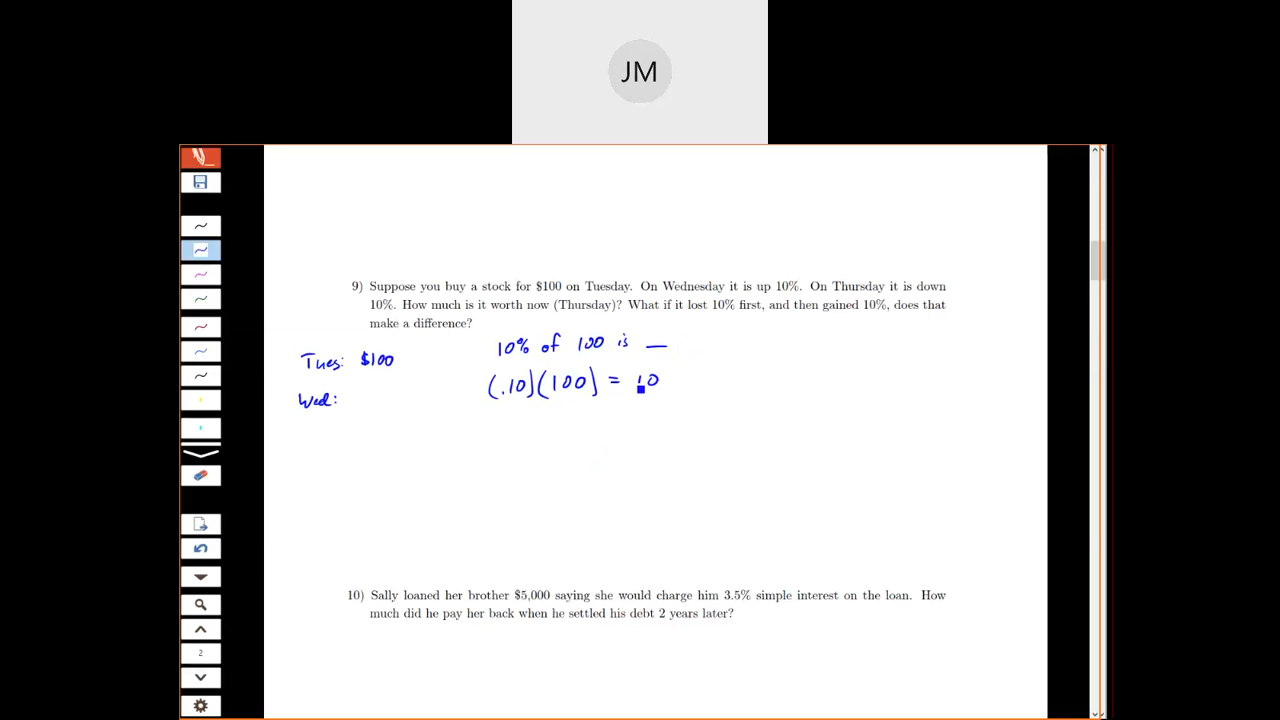 JM
9) Suppose you buy a stock for $100 on Tuesday. On Wednesday it is up 10%. On Thursday it is down
10%. How much is it worth now (Thursday)? What if it lost 10% first, and then gained 10%, does that
make a difference?
Tues: $100
10% of 100 is __
Wed:
(.10)(100) = 10
10) Sally loaned her brother $5,000 saying she would charge him 3.5% simple interest on the loan. How
much did he pay her back when he settled his debt 2 years later?
2